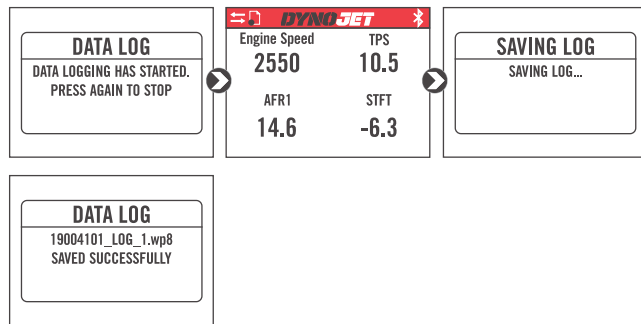 DATA LOG
DATA LOGGING HAS STARTED.
PRESS AGAIN TO STOP
DYNOJET
Engine Speed TPS
2550 10.5
AFR1 STFT
14.6 -6.3
SAVING LOG
SAVING LOG...
DATA LOG
19004101_LOG_1.wp8
SAVED SUCCESSFULLY